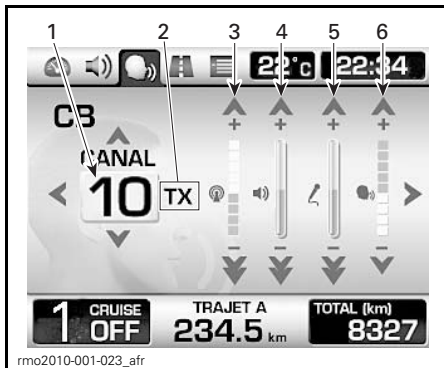 1 2 3 4 5 6
22°C 22:34
CB
+ + + +
CANAL
10 TX
- - - -
1 CRUISE OFF
TRAJET A
234.5 km
TOTAL (km)
8327
rmo2010-001-023_afr